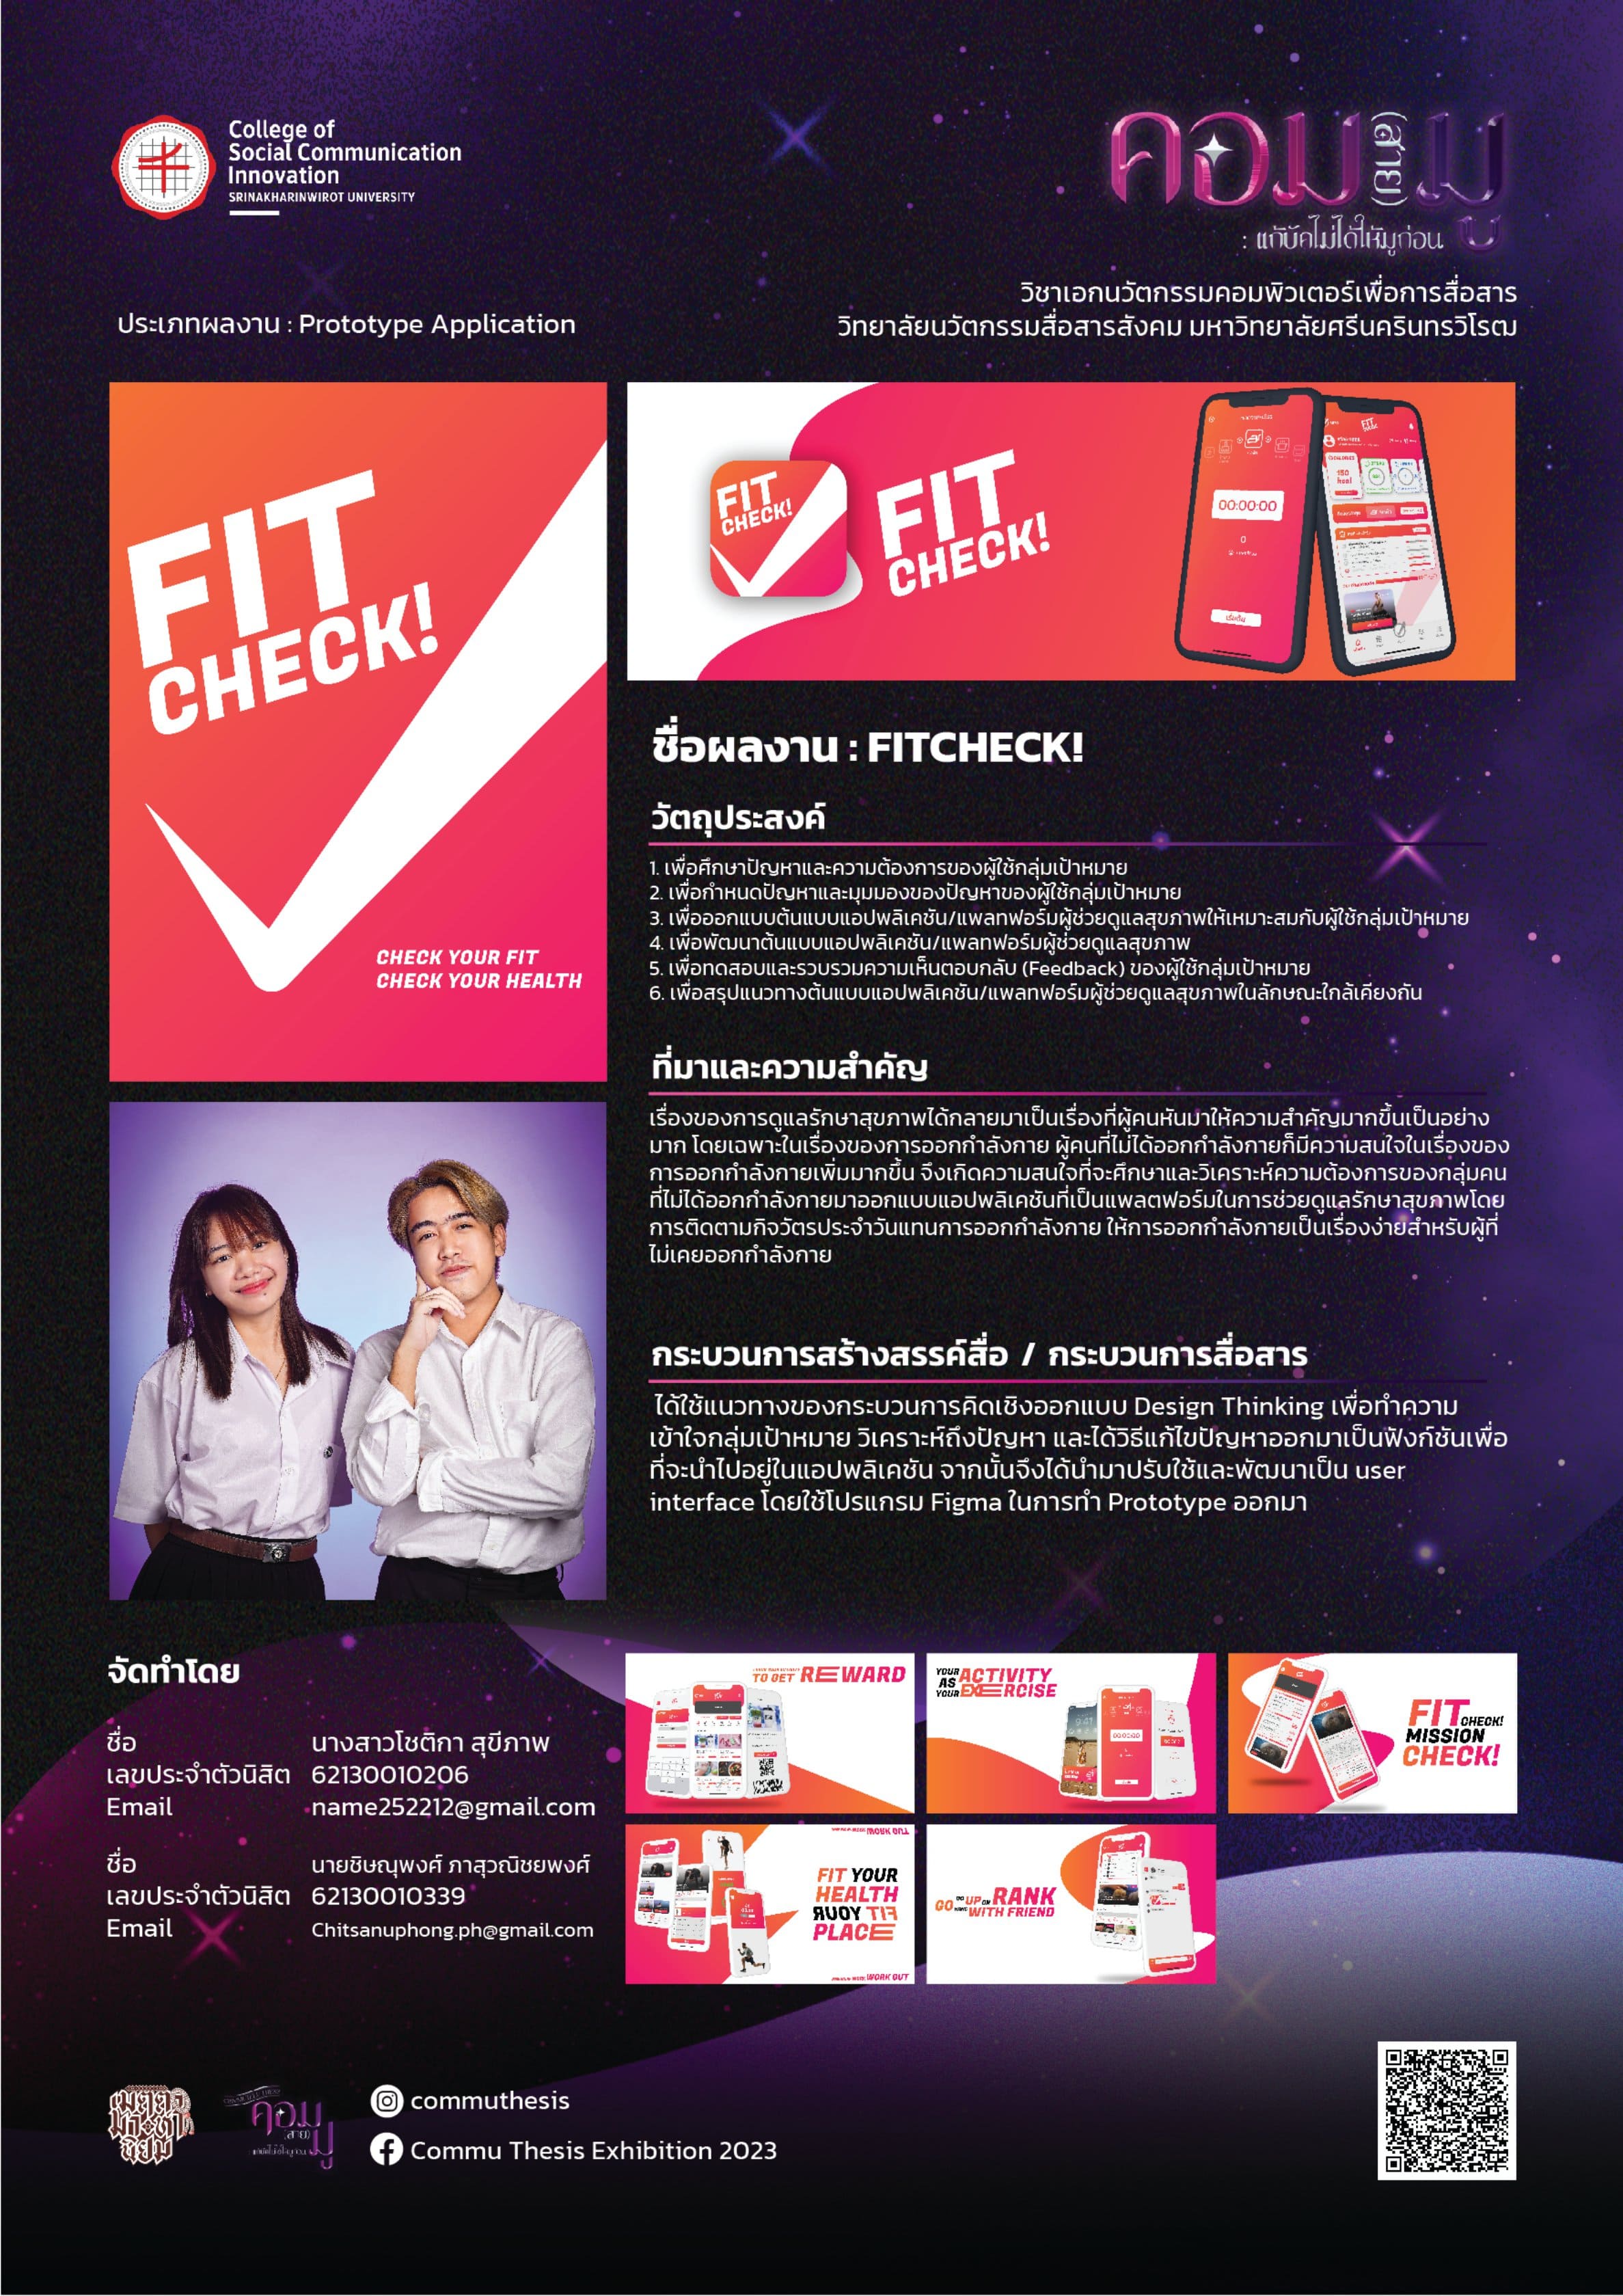 College of
Social Communication
Innovation
SRINAKHARINWIROT UNIVERSITY
คอม(สาย)มู
: แก้บัคไม่ได้ให้มูก่อน
วิชาเอกนวัตกรรมคอมพิวเตอร์เพื่อการสื่อสาร
วิทยาลัยนวัตกรรมสื่อสารสังคม มหาวิทยาลัยศรีนครินทรวิโรฒ
ประเภทผลงาน : Prototype Application
FIT
CHECK!
CHECK YOUR FIT
CHECK YOUR HEALTH
FIT
CHECK!
FIT
CHECK!
00:00:00
0
เริ่มต้น
ชื่อผลงาน : FITCHECK!
วัตถุประสงค์
1. เพื่อศึกษาปัญหาและความต้องการของผู้ใช้กลุ่มเป้าหมาย
2. เพื่อกำหนดปัญหาและมุมมองของปัญหาของผู้ใช้กลุ่มเป้าหมาย
3. เพื่อออกแบบต้นแบบแอปพลิเคชัน/แพลทฟอร์มผู้ช่วยดูแลสุขภาพให้เหมาะสมกับผู้ใช้กลุ่มเป้าหมาย
4. เพื่อพัฒนาต้นแบบแอปพลิเคชัน/แพลทฟอร์มผู้ช่วยดูแลสุขภาพ
5. เพื่อทดสอบและรวบรวมความเห็นตอบกลับ (Feedback) ของผู้ใช้กลุ่มเป้าหมาย
6. เพื่อสรุปแนวทางต้นแบบแอปพลิเคชัน/แพลทฟอร์มผู้ช่วยดูแลสุขภาพในลักษณะใกล้เคียงกัน
ที่มาและความสำคัญ
เรื่องของการดูแลรักษาสุขภาพได้กลายมาเป็นเรื่องที่ผู้คนหันมาให้ความสำคัญมากขึ้นเป็นอย่าง
มาก โดยเฉพาะในเรื่องของการออกกำลังกาย ผู้คนที่ไม่ได้ออกกำลังกายก็มีความสนใจในเรื่องของ
การออกกำลังกายเพิ่มมากขึ้น จึงเกิดความสนใจที่จะศึกษาและวิเคราะห์ความต้องการของกลุ่มคน
ที่ไม่ได้ออกกำลังกายมาออกแบบแอปพลิเคชันที่เป็นแพลตฟอร์มในการช่วยดูแลรักษาสุขภาพโดย
การติดตามกิจวัตรประจำวันแทนการออกกำลังกาย ให้การออกกำลังกายเป็นเรื่องง่ายสำหรับผู้ที่
ไม่เคยออกกำลังกาย
กระบวนการสร้างสรรค์สื่อ / กระบวนการสื่อสาร
ได้ใช้แนวทางของกระบวนการคิดเชิงออกแบบ Design Thinking เพื่อทำความ
เข้าใจกลุ่มเป้าหมาย วิเคราะห์ถึงปัญหา และได้วิธีแก้ไขปัญหาออกมาเป็นฟังก์ชันเพื่อ
ที่จะนำไปอยู่ในแอปพลิเคชัน จากนั้นจึงได้นำมาปรับใช้และพัฒนาเป็น user
interface โดยใช้โปรแกรม Figma ในการทำ Prototype ออกมา
จัดทำโดย
ชื่อ นางสาวโชติกา สุขีภาพ
เลขประจำตัวนิสิต 62130010206
Email name252212@gmail.com
ชื่อ นายชิษณุพงศ์ ภาสุวณิชยพงศ์
เลขประจำตัวนิสิต 62130010339
Email Chitsanuphong.ph@gmail.com
TO GET REWARD
YOUR ACTIVITY
AS
YOUR EXERCISE
FIT CHECK!
MISSION
CHECK!
FIT YOUR
HEALTH
FIT YOUR
PLACE
WORK OUT
GO UP RANK
WITH FRIEND
commuthesis
Commu Thesis Exhibition 2023